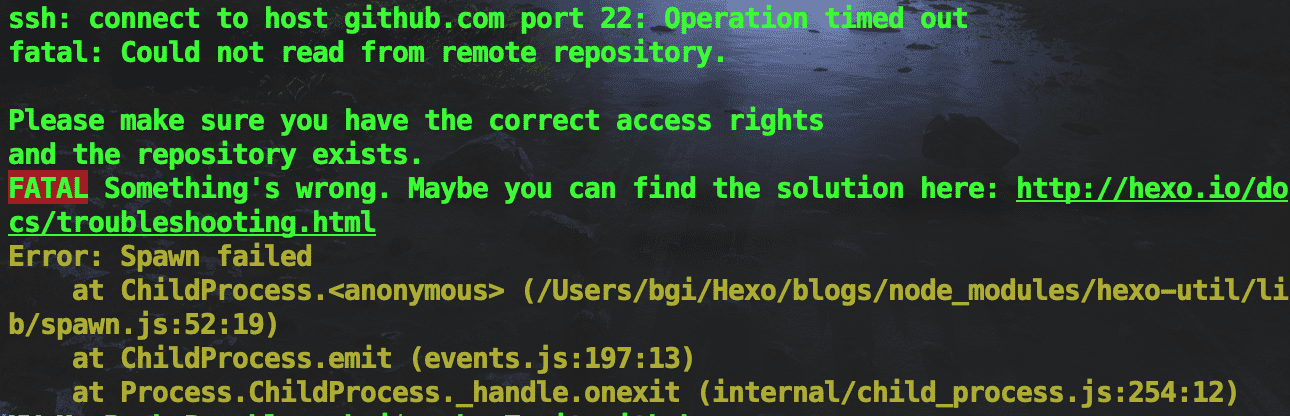 ssh: connect to host github.com port 22: Operation timed out
fatal: Could not read from remote repository.
Please make sure you have the correct access rights
and the repository exists.
FATAL Something's wrong. Maybe you can find the solution here: http://hexo.io/do
cs/troubleshooting.html
Error: Spawn failed
at ChildProcess.<anonymous> (/Users/bgi/Hexo/blogs/node_modules/hexo-util/li
b/spawn.js:52:19)
at ChildProcess.emit (events.js:197:13)
at Process.ChildProcess._handle.onexit (internal/child_process.js:254:12)